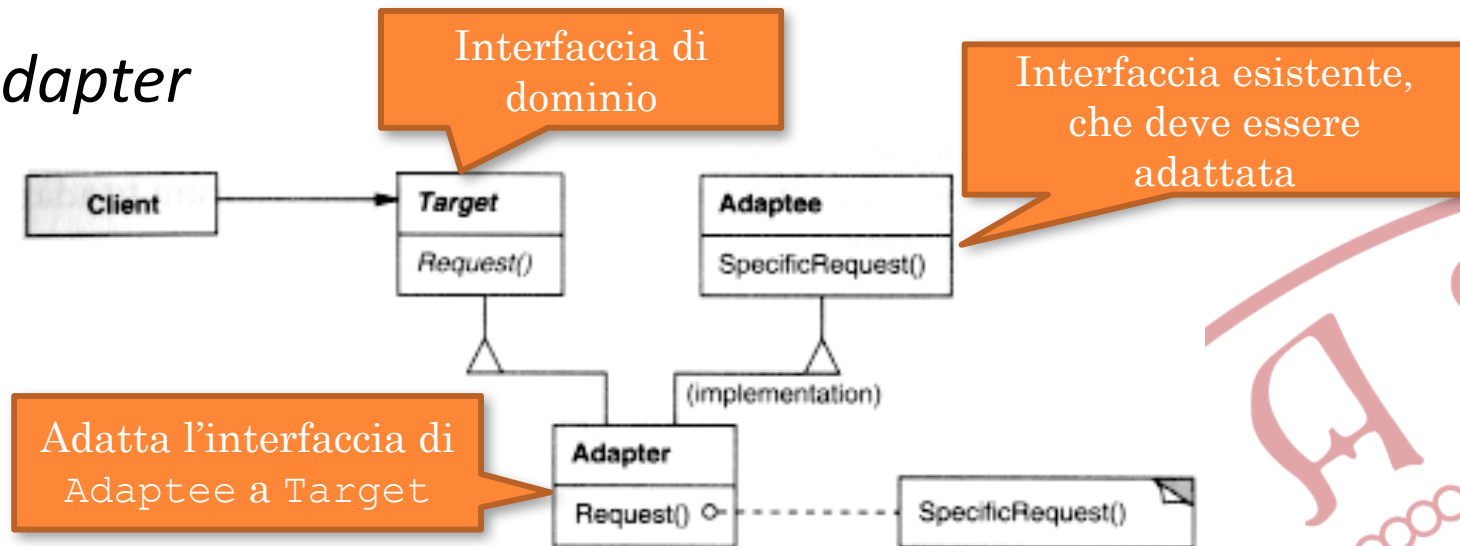 dapter
Interfaccia di
dominio
Interfaccia esistente,
che deve essere
adattata
Client
Target
Request()
Adaptee
SpecificRequest()
(implementation)
Adatta l’interfaccia di
Adaptee a Target
Adapter
Request()
SpecificRequest()